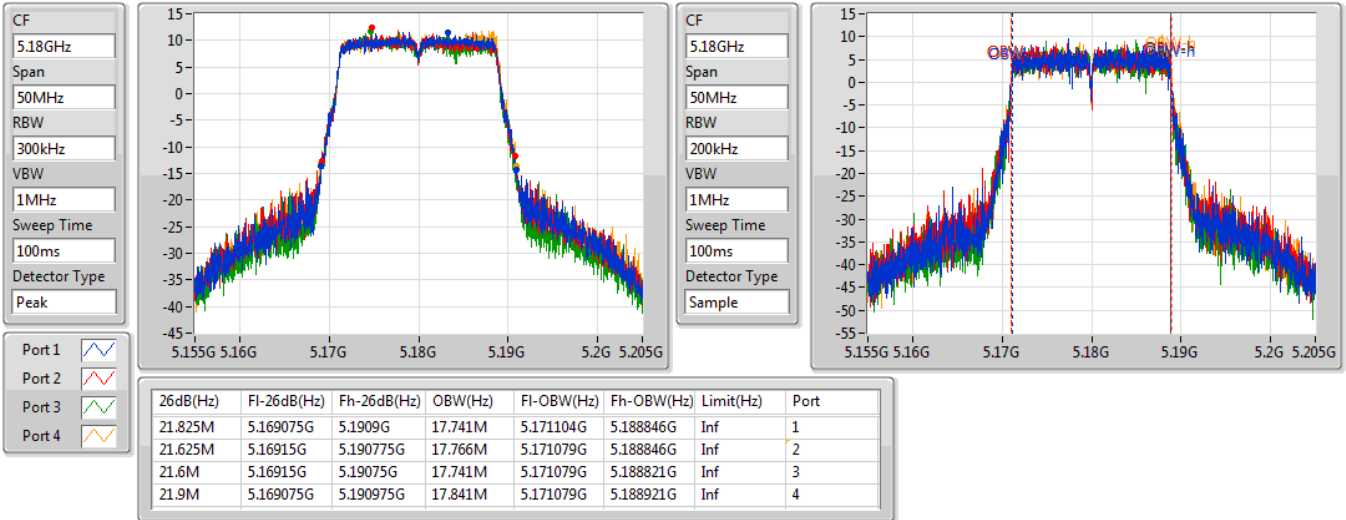 CF
5.18GHz
Span
50MHz
RBW
300kHz
VBW
1MHz
Sweep Time
100ms
Detector Type
Peak
15
10
5
0
-5
-10
-15
-20
-25
-30
-35
-40
-45
5.155G 5.16G 5.17G 5.18G 5.19G 5.2G 5.205G
CF
5.18GHz
Span
50MHz
RBW
200kHz
VBW
1MHz
Sweep Time
100ms
Detector Type
Sample
15
10
5
0
-5
-10
-15
-20
-25
-30
-35
-40
-45
-50
-55
OBW-h
5.155G 5.16G 5.17G 5.18G 5.19G 5.2G 5.205G
Port 1
Port 2
Port 3
Port 4
26dB(Hz) Fl-26dB(Hz) Fh-26dB(Hz) OBW(Hz) Fl-OBW(Hz) Fh-OBW(Hz) Limit(Hz) Port
21.825M 5.169075G 5.1909G 17.741M 5.171104G 5.188846G Inf 1
21.625M 5.16915G 5.190775G 17.766M 5.171079G 5.188846G Inf 2
21.6M 5.16915G 5.19075G 17.741M 5.171079G 5.188821G Inf 3
21.9M 5.169075G 5.190975G 17.841M 5.171079G 5.188921G Inf 4